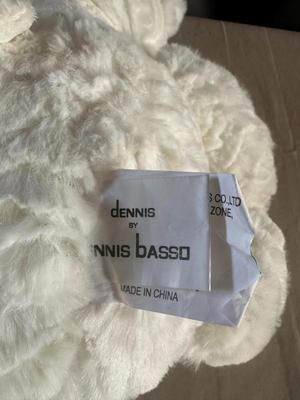 dennis
BY
NNIS basso
MADE IN CHINA
S CO.,LTD
ZONE,